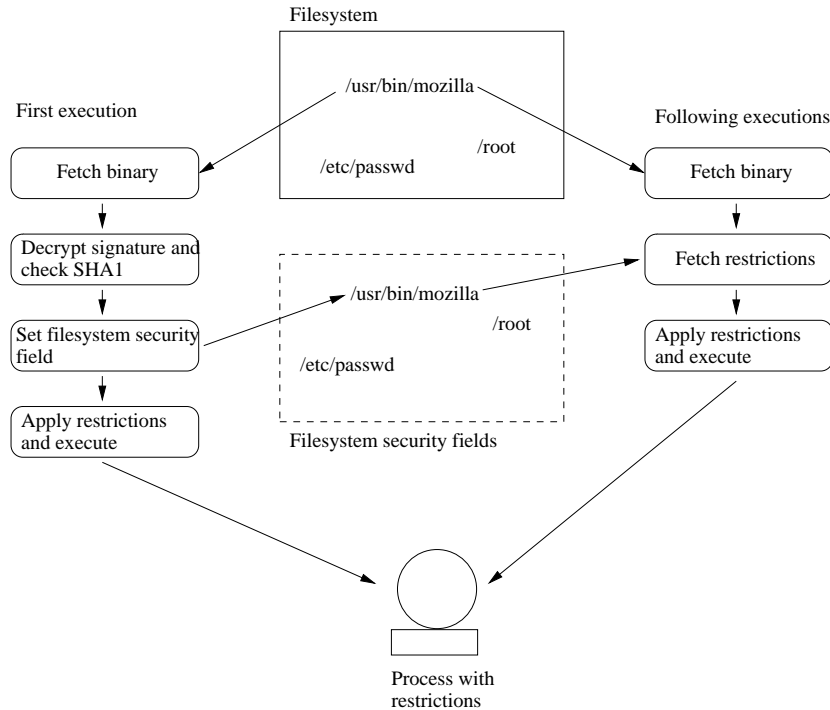 Filesystem
/usr/bin/mozilla
/root
/etc/passwd
First execution
Fetch binary
Decrypt signature and
check SHA1
Set filesystem security
field
Apply restrictions
and execute
/usr/bin/mozilla
/root
/etc/passwd
Filesystem security fields
Following executions
Fetch binary
Fetch restrictions
Apply restrictions
and execute
Process with
restrictions